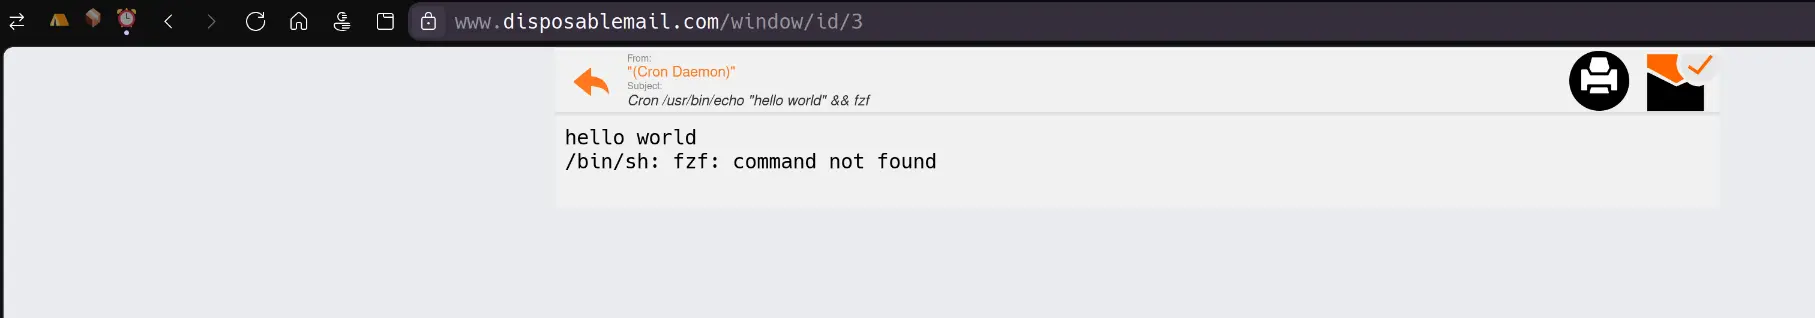 www.disposablemail.com/window/id/3
From:
"(Cron Daemon)"
Subject:
Cron /usr/bin/echo "hello world" && fzf
hello world
/bin/sh: fzf: command not found